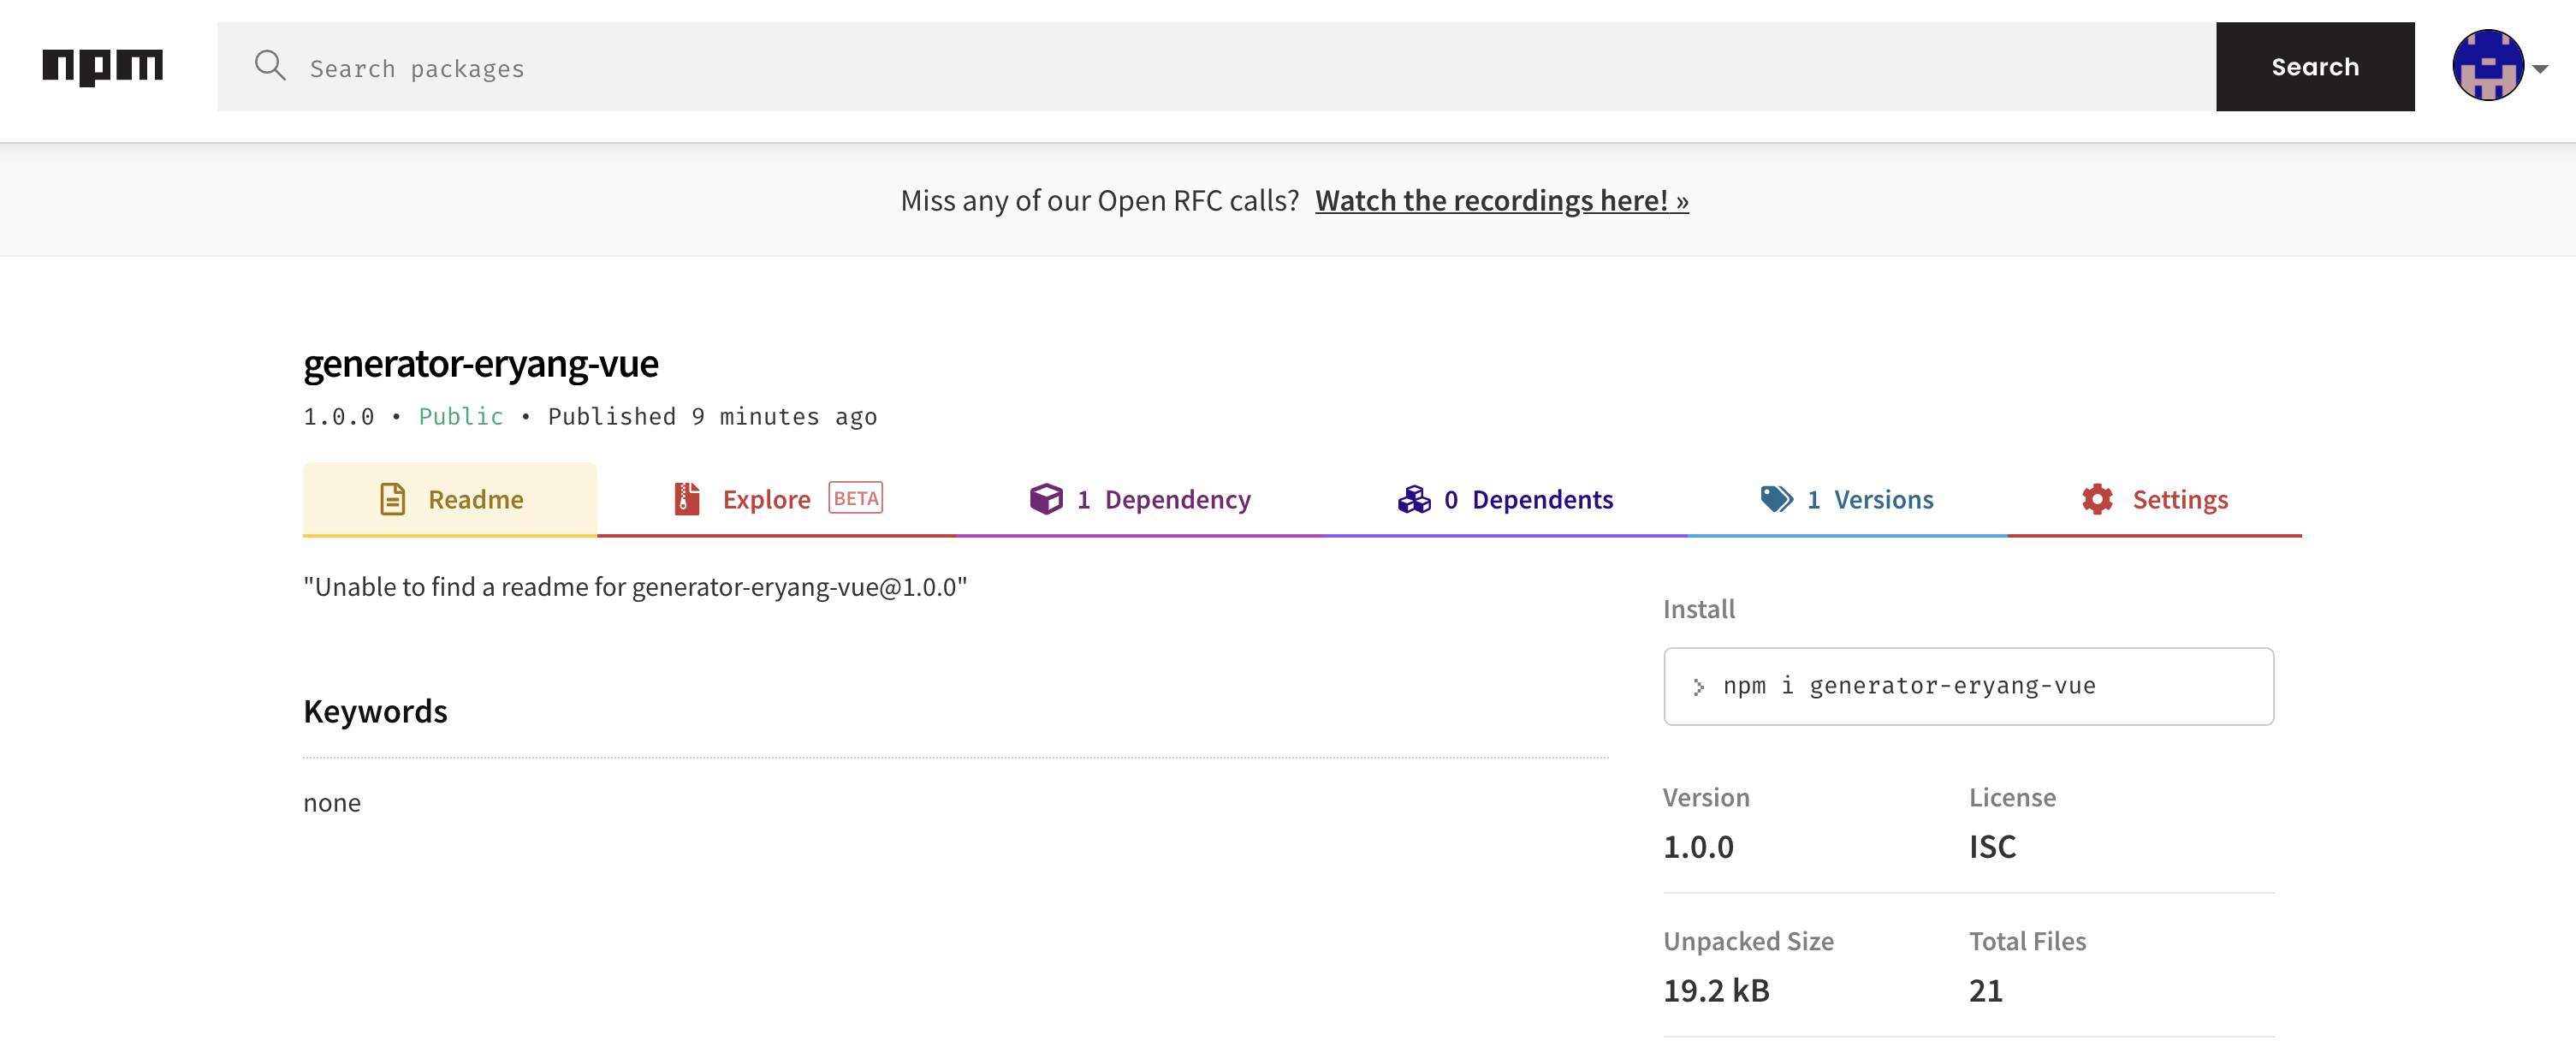 npm
Search packages
Search
Miss any of our Open RFC calls? Watch the recordings here! »
generator-eryang-vue
1.0.0 • Public • Published 9 minutes ago
Readme
Explore BETA
1 Dependency
0 Dependents
1 Versions
Settings
"Unable to find a readme for generator-eryang-vue@1.0.0"
Keywords
none
Install
npm i generator-eryang-vue
Version
1.0.0
License
ISC
Unpacked Size
19.2 kB
Total Files
21